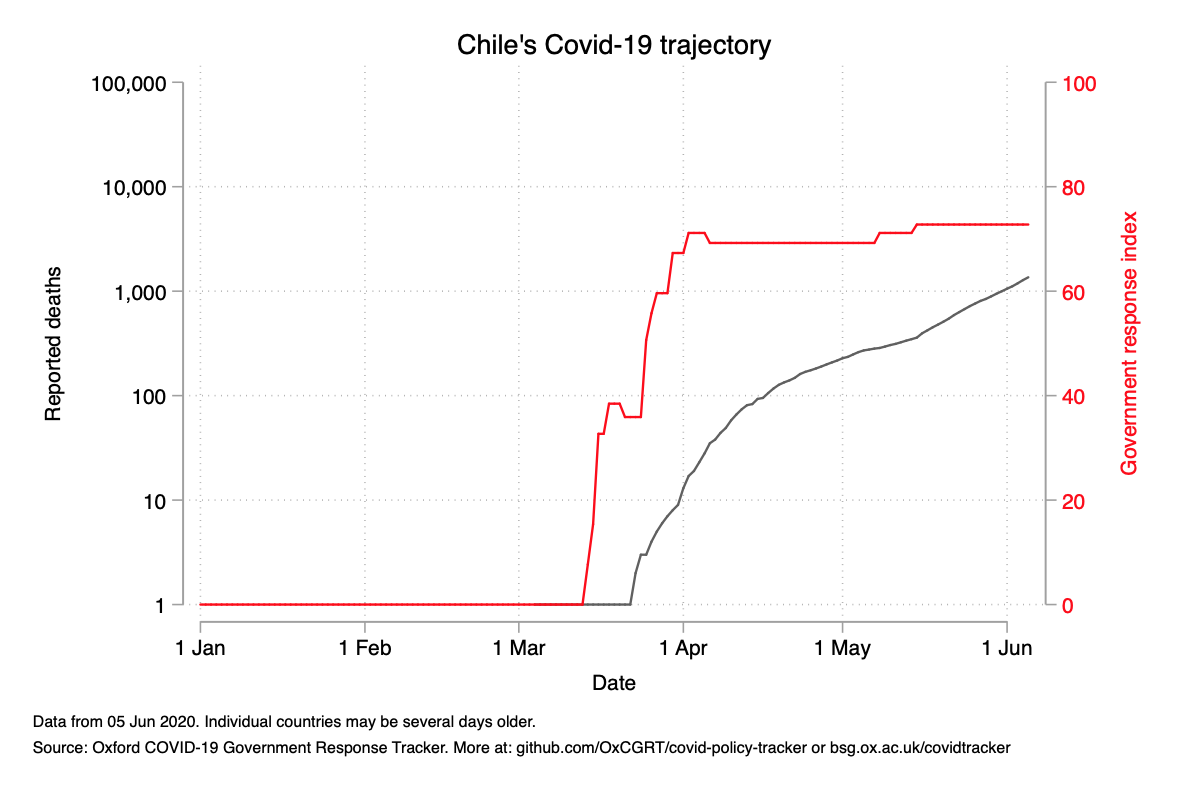 Chile's Covid-19 trajectory
100,000
10,000
1,000
100
10
1
Reported deaths
100
80
60
40
20
0
Government response index
1 Jan
1 Feb
1 Mar
1 Apr
1 May
1 Jun
Date
Data from 05 Jun 2020. Individual countries may be several days older.
Source: Oxford COVID-19 Government Response Tracker. More at: github.com/OxCGRT/covid-policy-tracker or bsg.ox.ac.uk/covidtracker